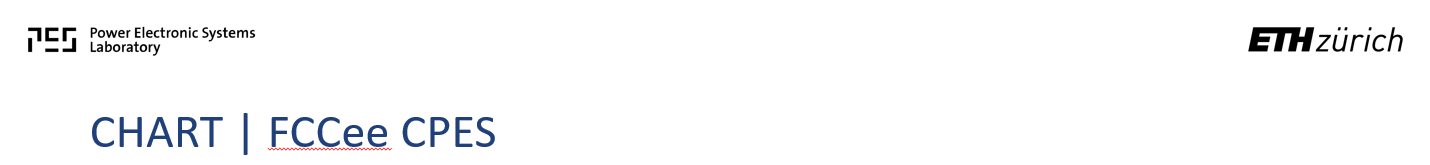 PES Power Electronic Systems
Laboratory
ETH zürich
CHART | FCCee CPES